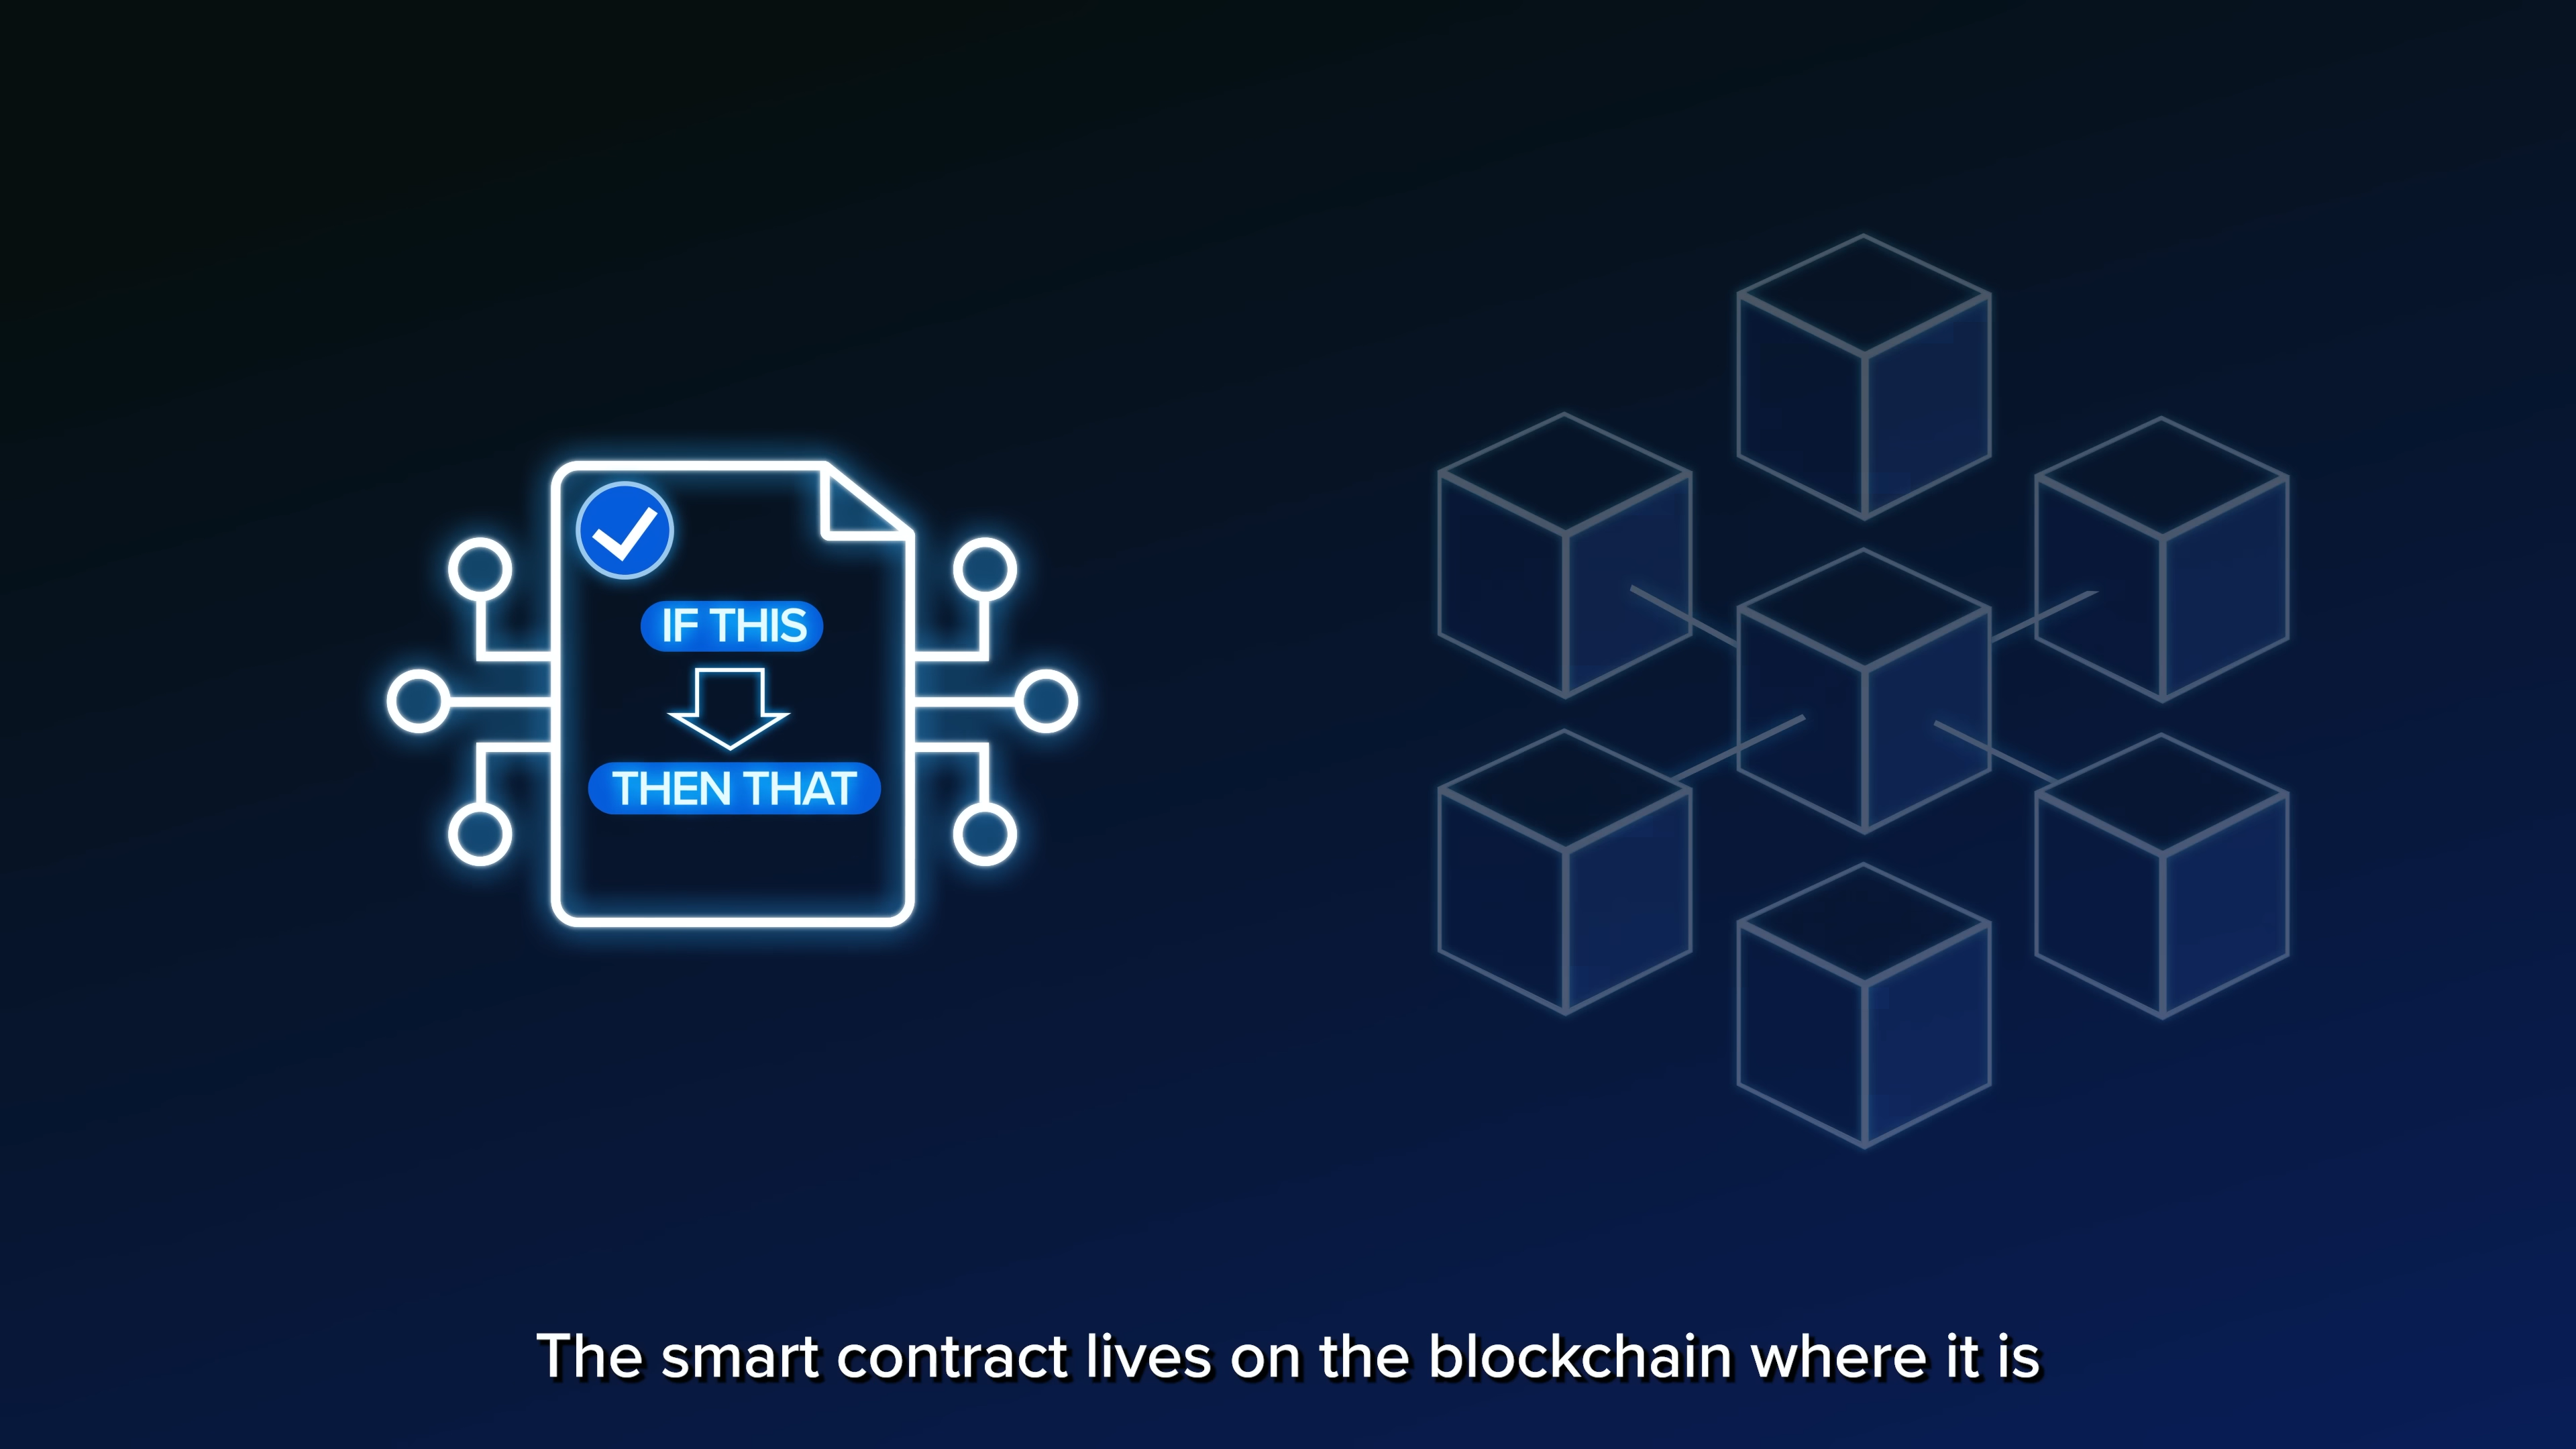 IF THIS
THEN THAT
The smart contract lives on the blockchain where it is